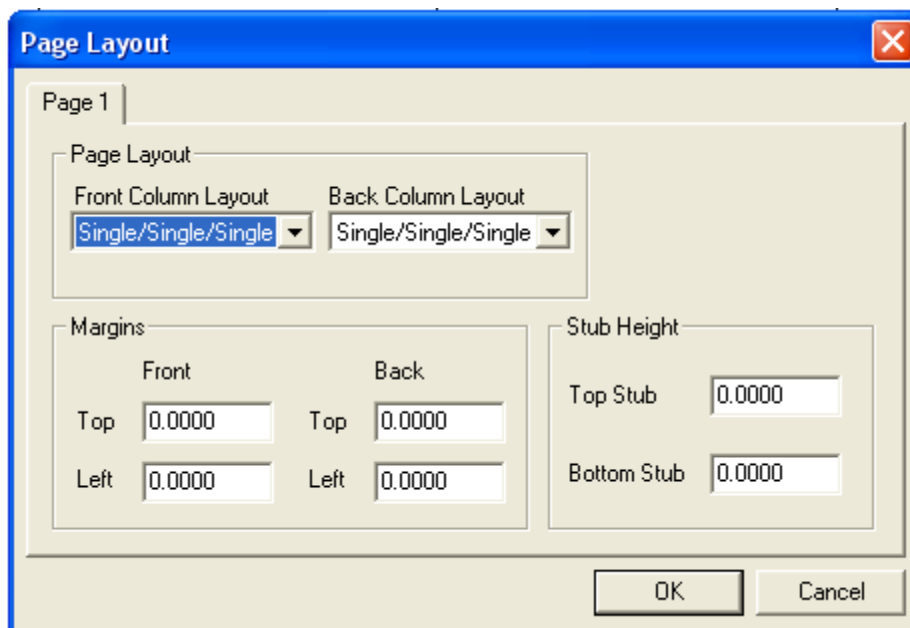 Page Layout
Page 1
Page Layout
Front Column Layout Back Column Layout
Single/Single/Single Single/Single/Single
Margins
Front Back
Top 0.0000 Top 0.0000
Left 0.0000 Left 0.0000
Stub Height
Top Stub 0.0000
Bottom Stub 0.0000
OK Cancel